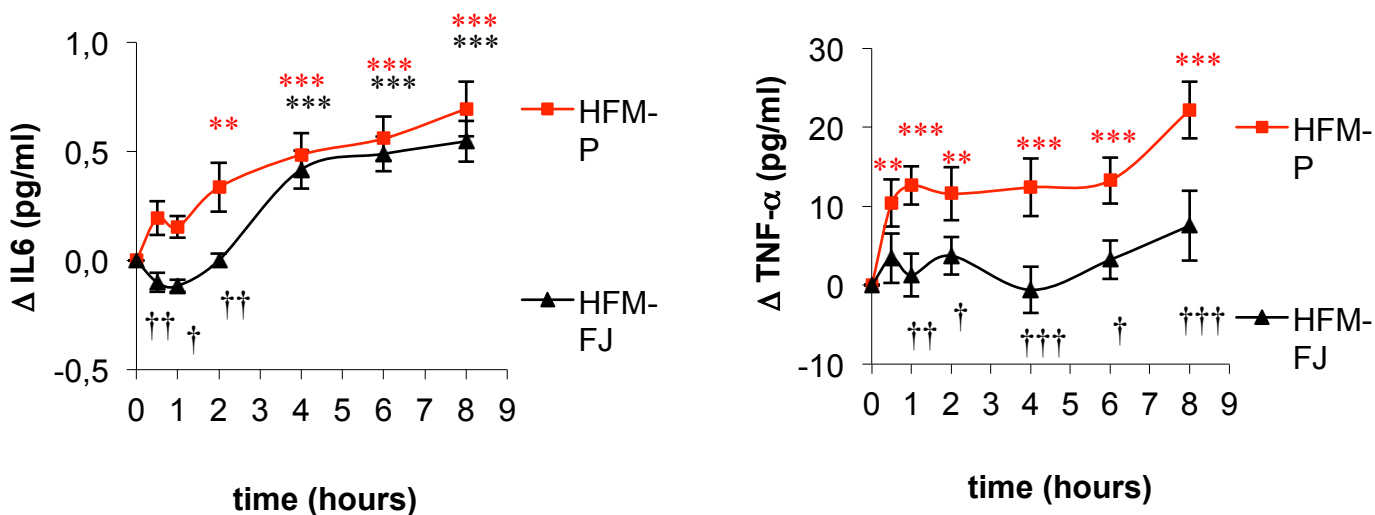 Δ IL6 (pg/ml)
1,0
0,5
0,0
-0,5
***
***
***
***
***
***
**
††
†
††
0 1 2 3 4 5 6 7 8 9
time (hours)
HFM-
P
HFM-
FJ
Δ TNF-α (pg/ml)
30
20
10
0
-10
***
***
***
***
**
**
††
†
†††
†
†††
0 1 2 3 4 5 6 7 8 9
time (hours)
HFM-
P
HFM-
FJ